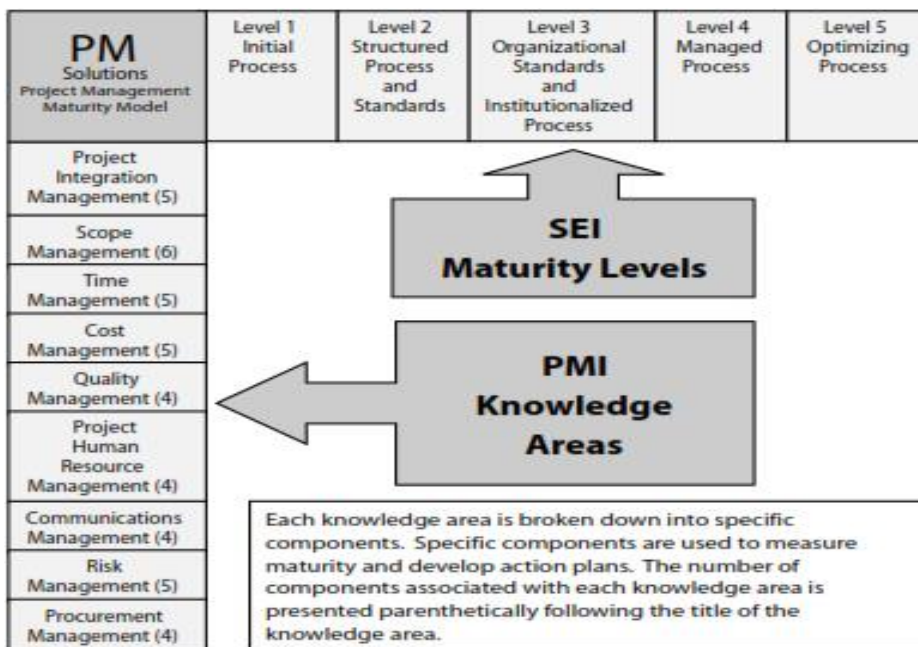 PM
Solutions
Project Management
Maturity Model
Level 1
Initial
Process
Level 2
Structured
Process
and
Standards
Level 3
Organizational
Standards
and
Institutionalized
Process
Level 4
Managed
Process
Level 5
Optimizing
Process
Project
Integration
Management (5)
Scope
Management (6)
Time
Management (5)
Cost
Management (5)
Quality
Management (4)
Project
Human
Resource
Management (4)
Communications
Management (4)
Risk
Management (5)
Procurement
Management (4)
SEI
Maturity Levels
PMI
Knowledge
Areas
Each knowledge area is broken down into specific
components. Specific components are used to measure
maturity and develop action plans. The number of
components associated with each knowledge area is
presented parenthetically following the title of the
knowledge area.